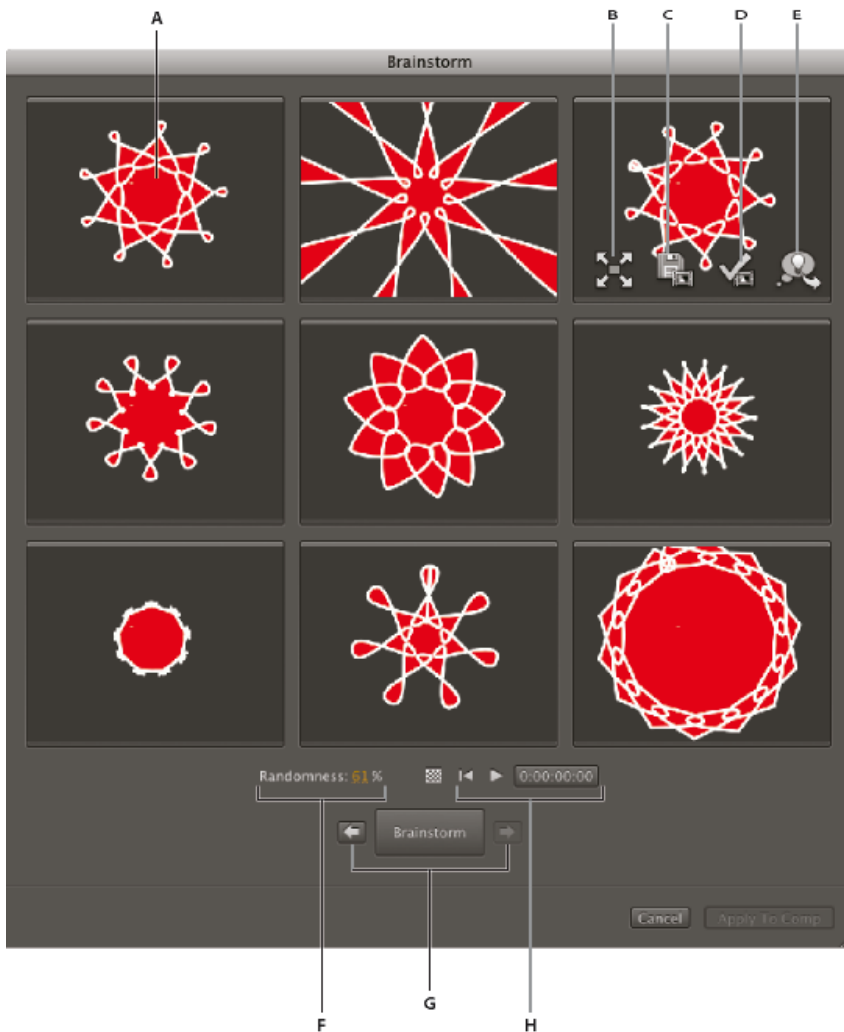 A B C D E
Brainstorm
Randomness: 61 % 0:00:00:00
Brainstorm
Cancel Apply To Comp
G
F H